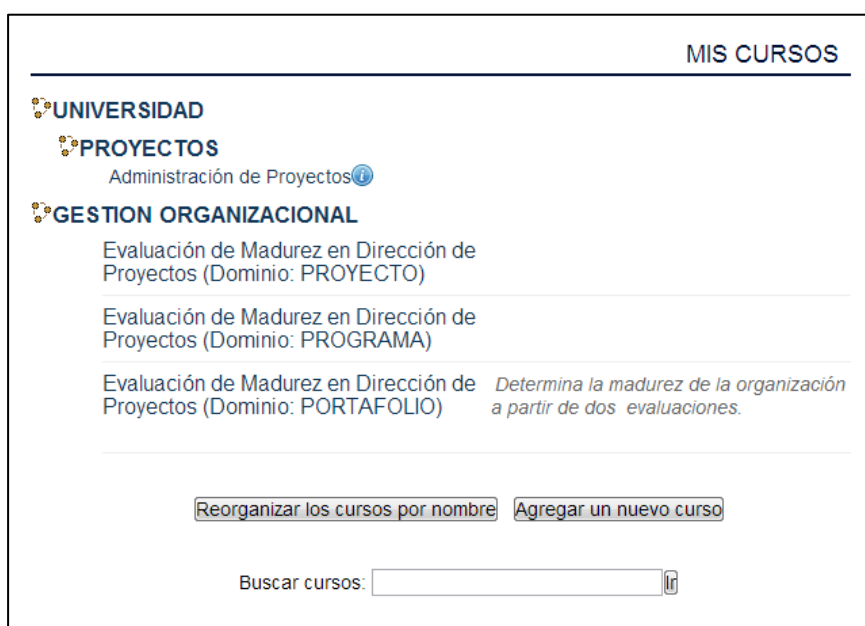 MIS CURSOS
UNIVERSIDAD
PROYECTOS
Administración de Proyectos
GESTION ORGANIZACIONAL
Evaluación de Madurez en Dirección de
Proyectos (Dominio: PROYECTO)
Evaluación de Madurez en Dirección de
Proyectos (Dominio: PROGRAMA)
Evaluación de Madurez en Dirección de
Proyectos (Dominio: PORTAFOLIO)
Determina la madurez de la organización
a partir de dos evaluaciones.
Reorganizar los cursos por nombre Agregar un nuevo curso
Buscar cursos: Ir